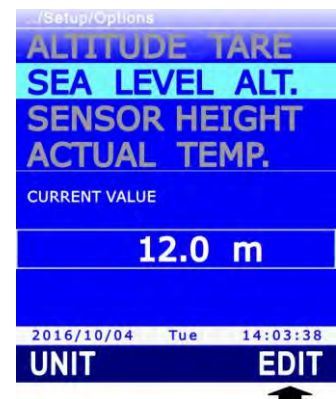 ../Setup/Options
ALTITUDE TARE
SEA LEVEL ALT.
SENSOR HEIGHT
ACTUAL TEMP.
CURRENT VALUE
12.0 m
2016/10/04 Tue 14:03:38
UNIT EDIT